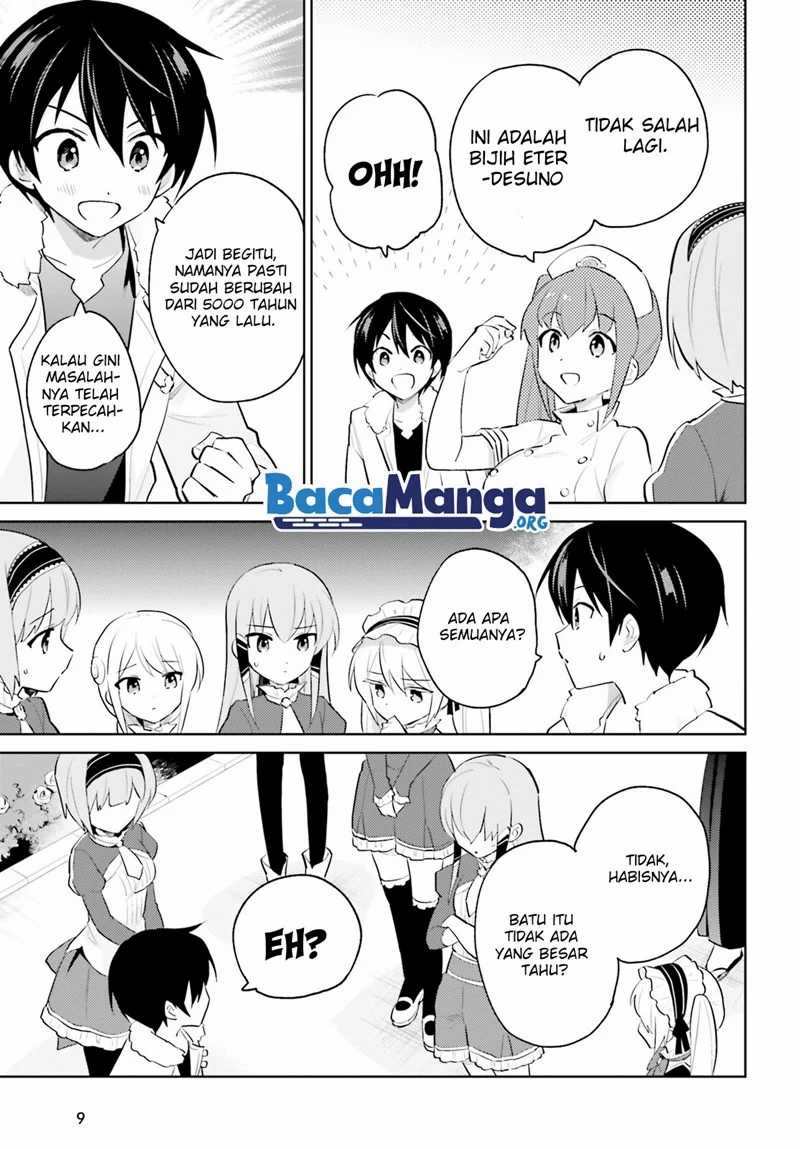 TIDAK SALAH
LAGI.
INI ADALAH
BIJIH ETER
-DESUNO
OHH!
JADI BEGITU,
NAMANYA PASTI
SUDAH BERUBAH
DARI 5000 TAHUN
YANG LALU.
KALAU GINI
MASALAH-
NYA TELAH
TERPECAH-
KAN...
BACAMANGA
.ORG
ADA APA
SEMUANYA?
TIDAK,
HABISNYA...
BATU ITU
TIDAK ADA
YANG BESAR
TAHU?
EH?
9